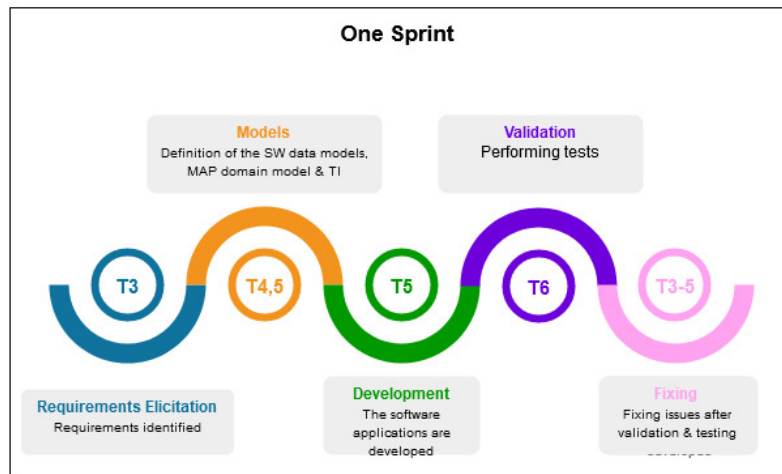 One Sprint
Models
Definition of the SW data models,
MAP domain model & TI
Validation
Performing tests
T3
T4,5
T5
T6
T3-5
Requirements Elicitation
Requirements identified
Development
The software
applications are
developed
Fixing
Fixing issues after
validation & testing